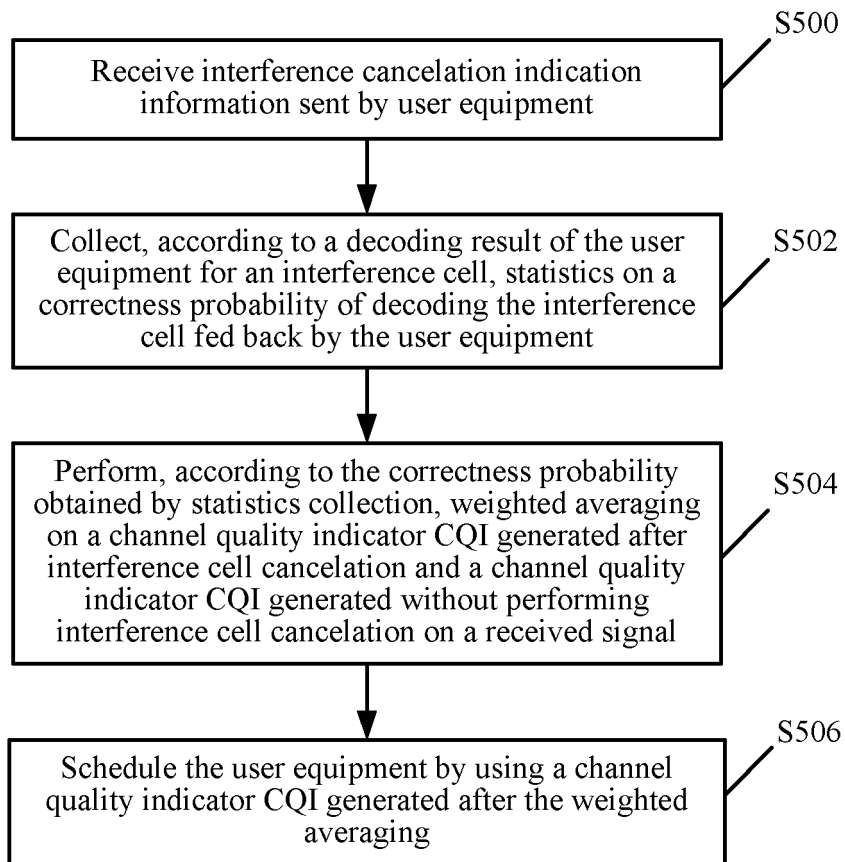 S500
Receive interference cancelation indication
information sent by user equipment
S502
Collect, according to a decoding result of the user
equipment for an interference cell, statistics on a
correctness probability of decoding the interference
cell fed back by the user equipment
S504
Perform, according to the correctness probability
obtained by statistics collection, weighted averaging
on a channel quality indicator CQI generated after
interference cell cancelation and a channel quality
indicator CQI generated without performing
interference cell cancelation on a received signal
S506
Schedule the user equipment by using a channel
quality indicator CQI generated after the weighted
averaging